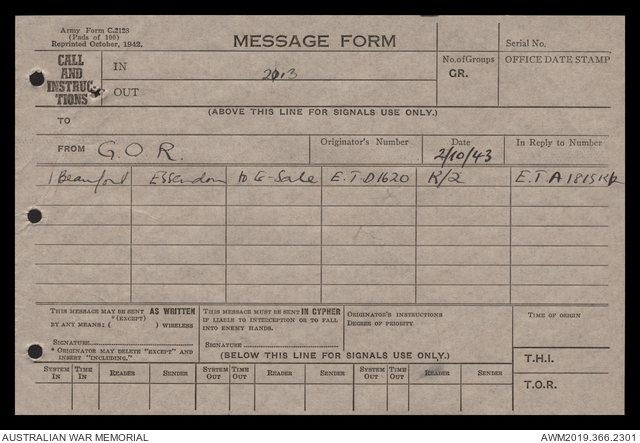 Army Form C.2128
(Pads of 100)
Reprinted October, 1942.
MESSAGE FORM
Serial No.
CALL AND INSTRUCTIONS
IN
OUT
No. of Groups
GR.
OFFICE DATE STAMP
(ABOVE THIS LINE FOR SIGNALS USE ONLY.)
TO
FROM G.O.R.
Originator's Number
Date
2/10/43
In Reply to Number
1 Beaufort Essendon to E-Sale E.T.D 1620 R/2 E.T.A 1815
THIS MESSAGE MAY BE SENT AS WRITTEN
*(EXCEPT)
BY ANY MEANS; ( ) WIRELESS
SIGNATURE
* ORIGINATOR MAY DELETE "EXCEPT" AND
INSERT "INCLUDING."
THIS MESSAGE MUST BE SENT IN CYPHER
IF LIABLE TO INTERCEPTION OR TO FALL
INTO ENEMY HANDS.
SIGNATURE
ORIGINATOR'S INSTRUCTIONS
DEGREE OF PRIORITY
TIME OF ORIGIN
(BELOW THIS LINE FOR SIGNALS USE ONLY.)
T.H.I.
SYSTEM IN TIME IN READER SENDER SYSTEM OUT TIME OUT READER SENDER SYSTEM OUT TIME OUT READER SENDER
T.O.R.
AUSTRALIAN WAR MEMORIAL
AWM2019.366.2301